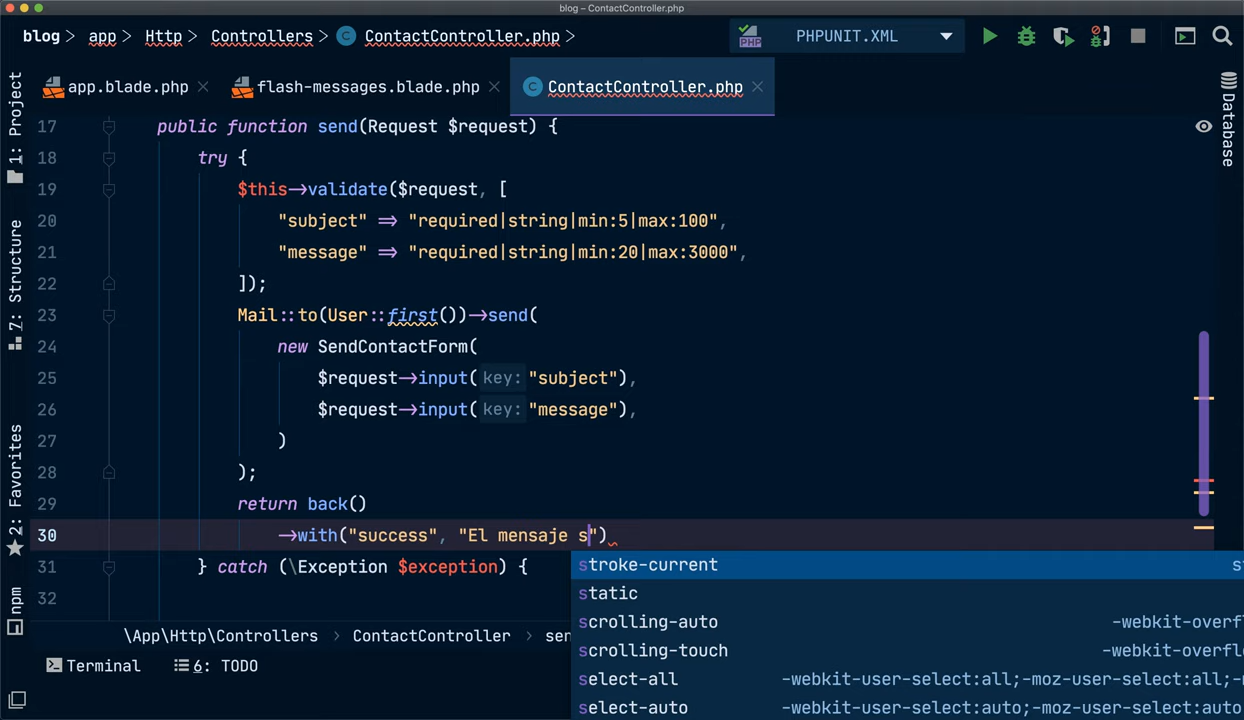 blog – ContactController.php
blog > app > Http > Controllers > ContactController.php >
PHPUNIT.XML
app.blade.php
flash-messages.blade.php
ContactController.php
1: Project
7: Structure
2: Favorites
npm
Database
17 public function send(Request $request) {
18 try {
19 $this->validate($request, [
20 "subject" => "required|string|min:5|max:100",
21 "message" => "required|string|min:20|max:3000",
22 ]);
23 Mail::to(User::first())->send(
24 new SendContactForm(
25 $request->input( key: "subject"),
26 $request->input( key: "message"),
27 )
28 );
29 return back()
30 ->with("success", "El mensaje s")
31 } catch (\Exception $exception) {
32
stroke-current st
static
scrolling-auto -webkit-overfl
scrolling-touch -webkit-overflo
select-all -webkit-user-select:all;-moz-user-select:all;-m
select-auto -webkit-user-select:auto;-moz-user-select:auto
\App\Http\Controllers > ContactController > sen
Terminal
6: TODO